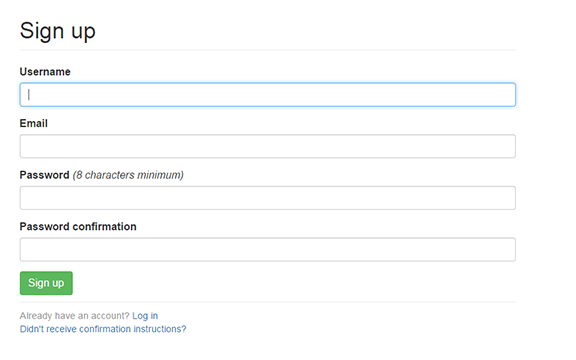 Sign up
Username
Email
Password (8 characters minimum)
Password confirmation
Sign up
Already have an account? Log in
Didn't receive confirmation instructions?